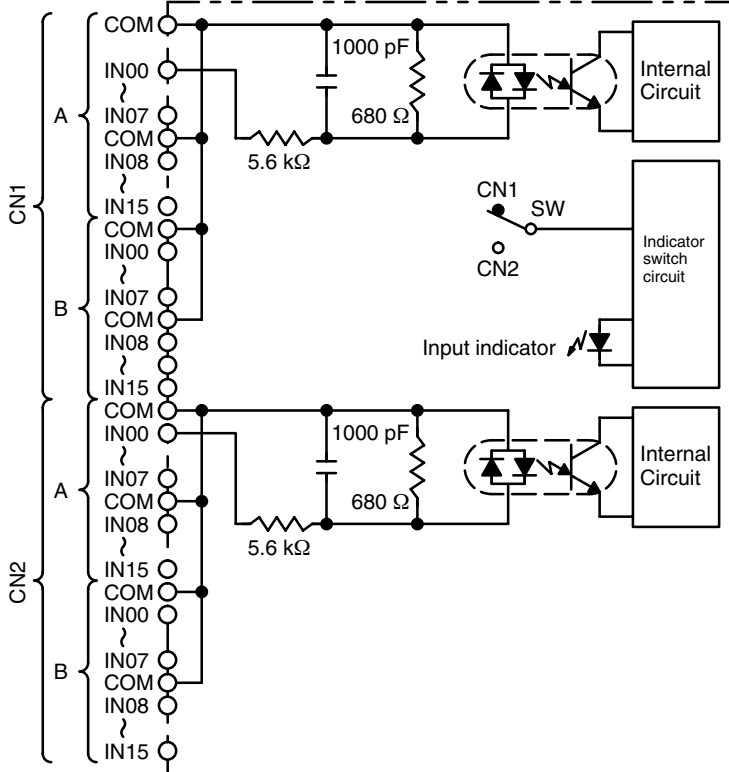 CN1
A
COM
IN00
~
IN07
COM
IN08
~
IN15
B
COM
IN00
~
IN07
COM
IN08
~
IN15
1000 pF
680 Ω
5.6 kΩ
Internal
Circuit
CN1
SW
CN2
Indicator
switch
circuit
Input indicator
CN2
A
COM
IN00
~
IN07
COM
IN08
~
IN15
B
COM
IN00
~
IN07
COM
IN08
~
IN15
1000 pF
680 Ω
5.6 kΩ
Internal
Circuit